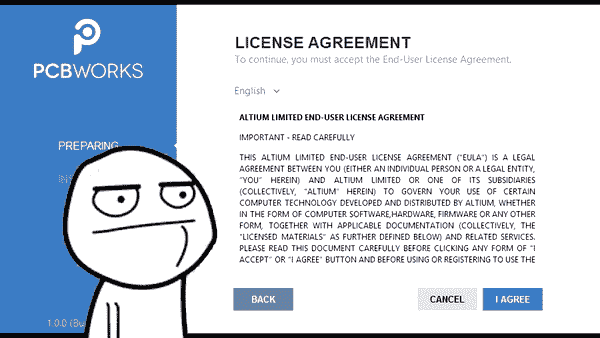 PCBWORKS
PREPARING
1.0.0 (Bu
LICENSE AGREEMENT
To continue, you must accept the End-User License Agreement.
English
ALTIUM LIMITED END-USER LICENSE AGREEMENT
IMPORTANT - READ CAREFULLY
THIS ALTIUM LIMITED END-USER LICENSE AGREEMENT ("EULA") IS A LEGAL
AGREEMENT BETWEEN YOU (EITHER AN INDIVIDUAL PERSON OR A LEGAL ENTITY,
"YOU" HEREIN) AND ALTIUM LIMITED OR ONE OF ITS SUBSIDIARIES
(COLLECTIVELY, "ALTIUM" HEREIN) TO GOVERN YOUR USE OF CERTAIN
COMPUTER TECHNOLOGY DEVELOPED AND DISTRIBUTED BY ALTIUM, WHETHER
IN THE FORM OF COMPUTER SOFTWARE,HARDWARE, FIRMWARE OR ANY OTHER
FORM, TOGETHER WITH APPLICABLE DOCUMENTATION (COLLECTIVELY, THE
"LICENSED MATERIALS" AS FURTHER DEFINED BELOW) AND RELATED SERVICES.
PLEASE READ THIS DOCUMENT CAREFULLY BEFORE CLICKING ANY FORM OF "I
ACCEPT" OR "I AGREE" BUTTON AND BEFORE USING OR REGISTERING TO USE THE
BACK
CANCEL
I AGREE